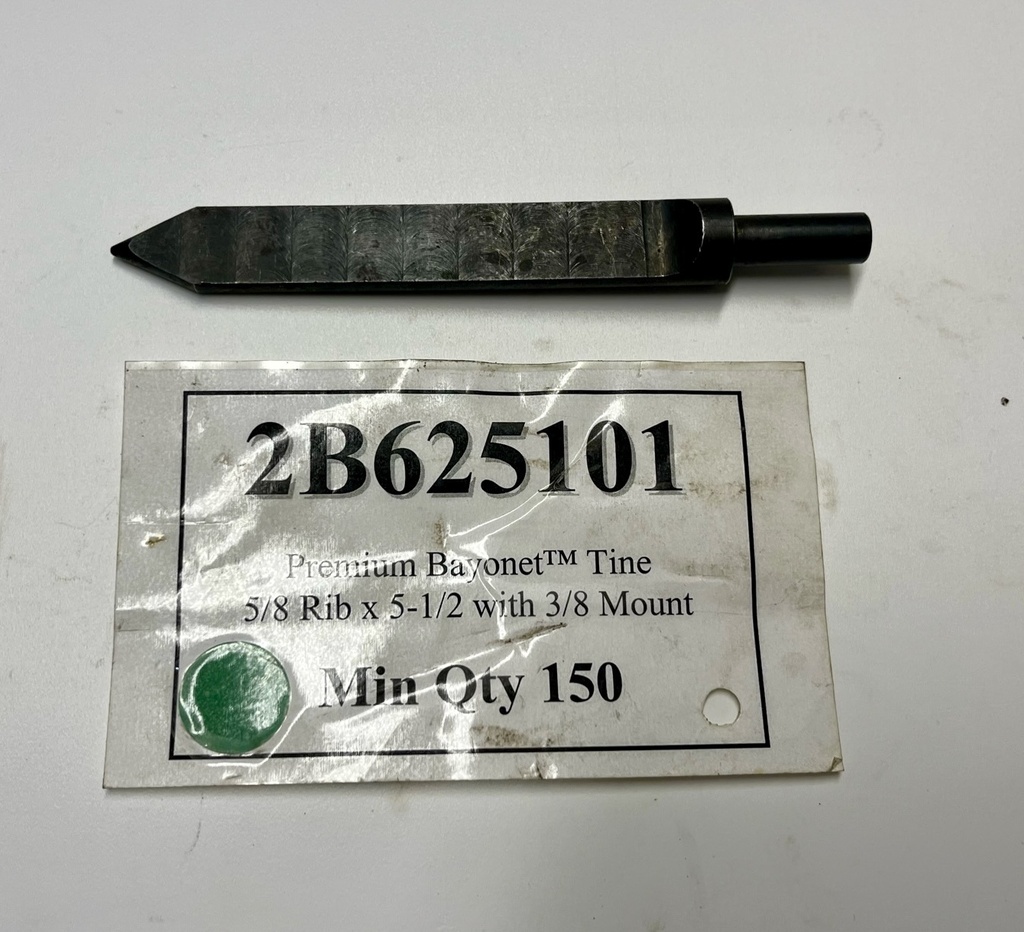 2B625101
Premium Bayonet™ Tine
5/8 Rib x 5-1/2 with 3/8 Mount
Min Qty 150